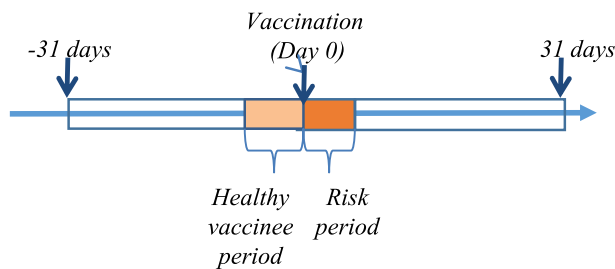 Vaccination
(Day 0)
-31 days
31 days
Healthy
vaccinee
period
Risk
period